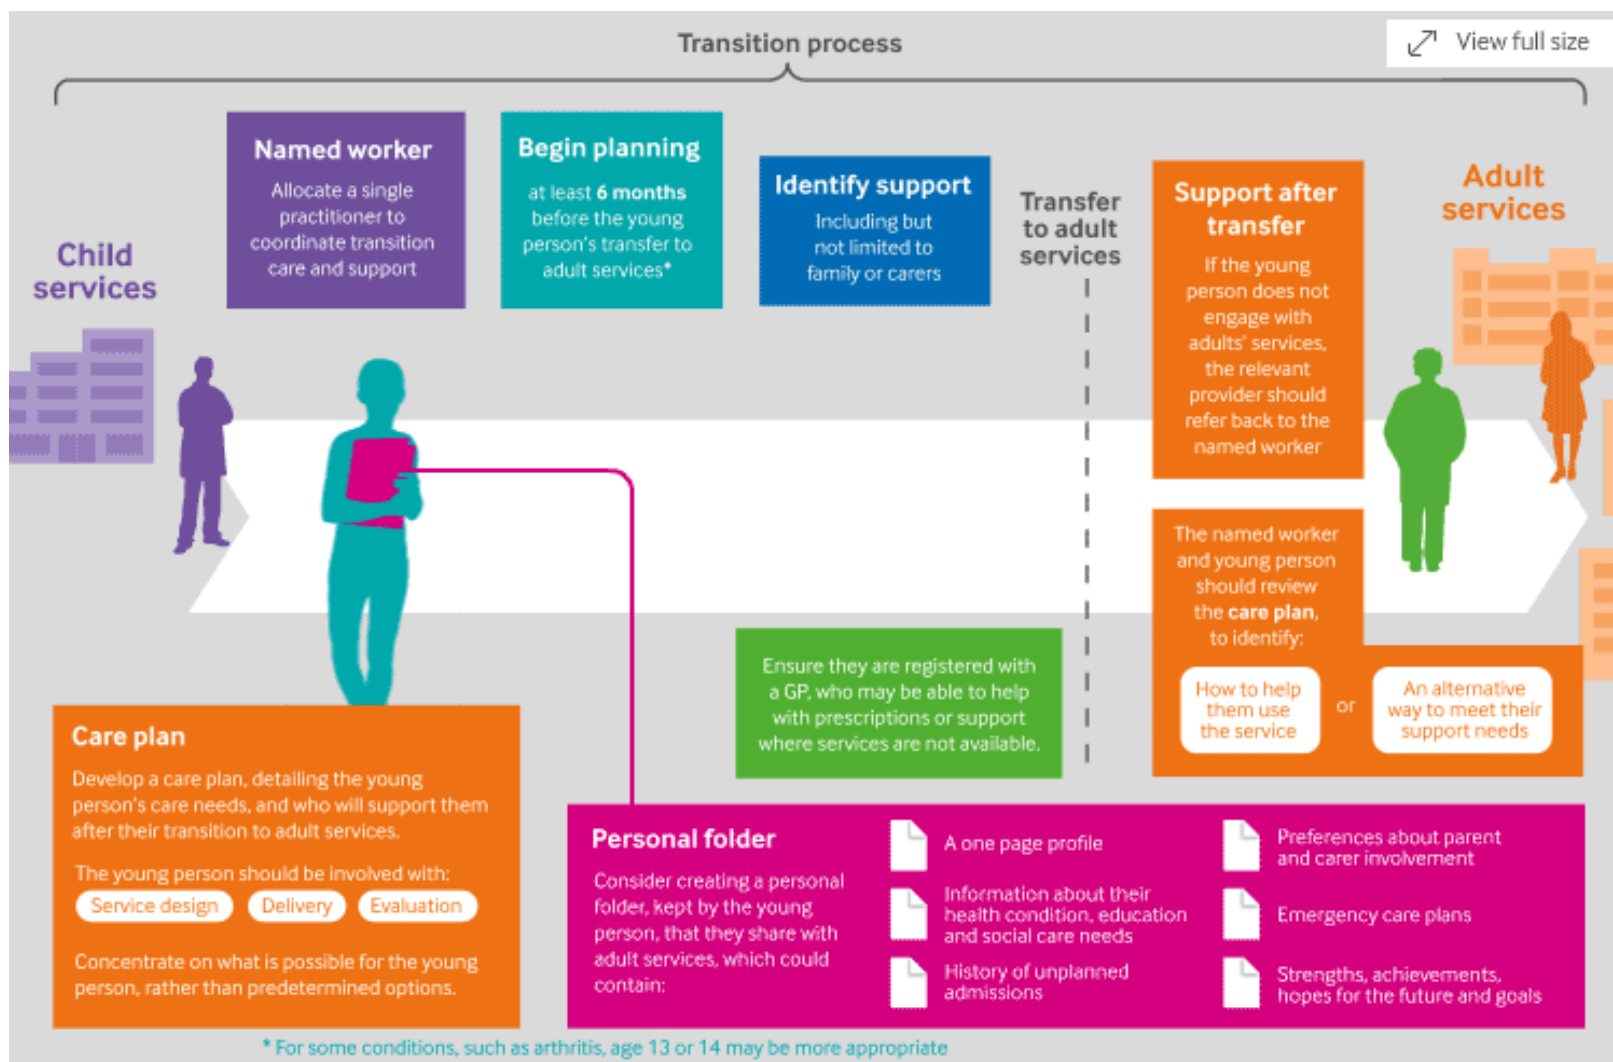 Transition process
View full size
Child
services
Named worker
Allocate a single
practitioner to
coordinate transition
care and support
Begin planning
at least 6 months
before the young
person's transfer to
adult services*
Identify support
Including but
not limited to
family or carers
Transfer
to adult
services
Support after
transfer
If the young
person does not
engage with
adults' services,
the relevant
provider should
refer back to the
named worker
Adult
services
The named worker
and young person
should review
the care plan,
to identify:
How to help
them use
the service
or
An alternative
way to meet their
support needs
Ensure they are registered with
a GP, who may be able to help
with prescriptions or support
where services are not available.
Care plan
Develop a care plan, detailing the young
person's care needs, and who will support them
after their transition to adult services.
The young person should be involved with:
Service design
Delivery
Evaluation
Concentrate on what is possible for the young
person, rather than predetermined options.
Personal folder
Consider creating a personal
folder, kept by the young
person, that they share with
adult services, which could
contain:
A one page profile
Information about their
health condition, education
and social care needs
History of unplanned
admissions
Preferences about parent
and carer involvement
Emergency care plans
Strengths, achievements,
hopes for the future and goals
* For some conditions, such as arthritis, age 13 or 14 may be more appropriate